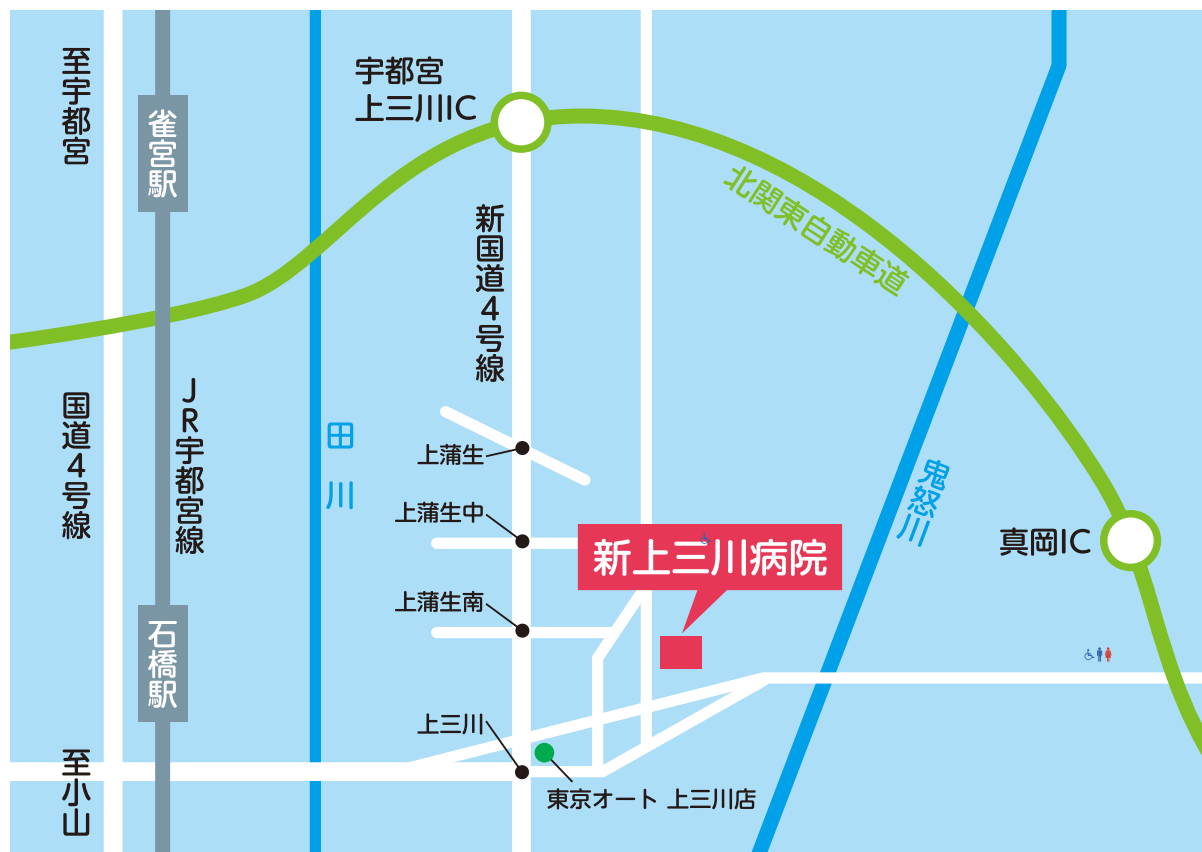 至宇都宮
雀宮駅
宇都宮
上三川IC
北関東自動車道
新国道4号線
国道4号線
JR宇都宮線
田川
上蒲生
上蒲生中
鬼怒川
真岡IC
新上三川病院
上蒲生南
石橋駅
上三川
至小山
東京オート 上三川店